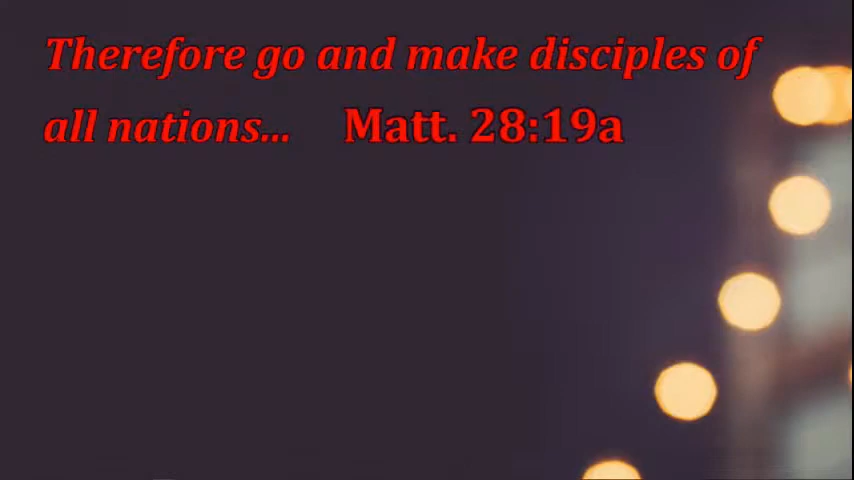 Therefore go and make disciples of
all nations... Matt. 28:19a